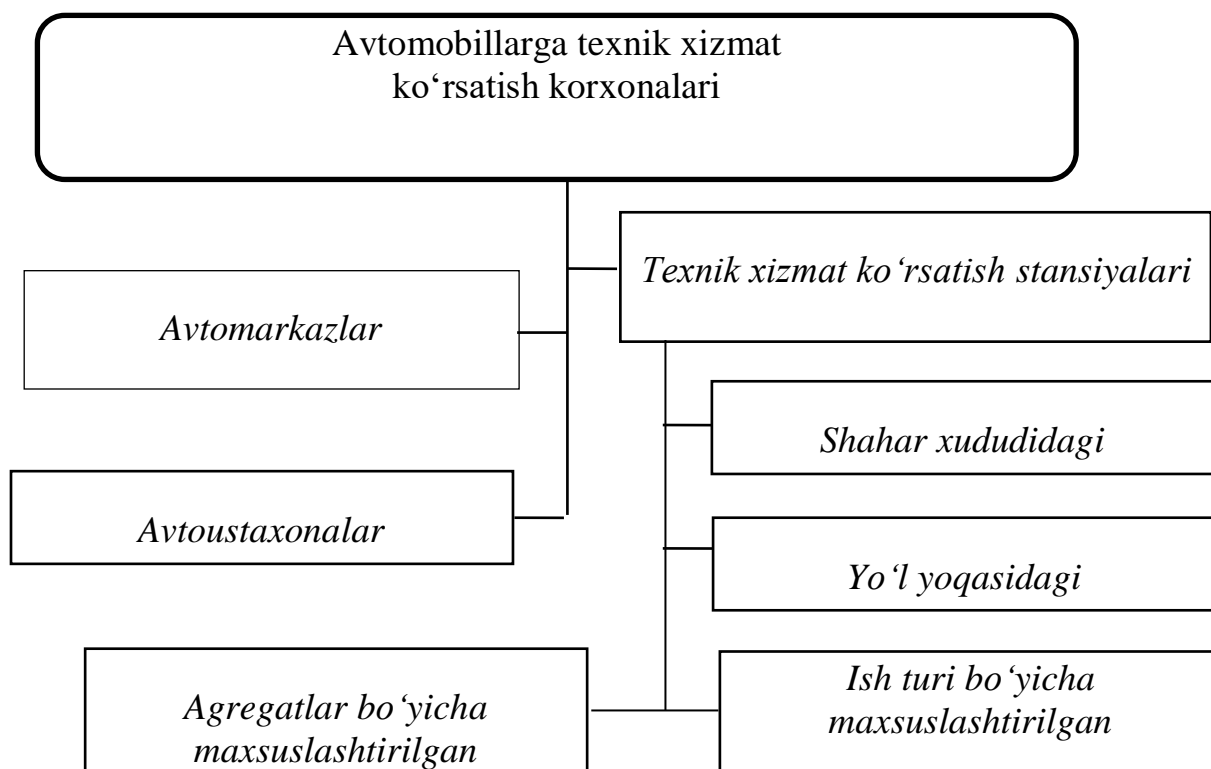 Avtomobillarga texnik xizmat
ko‘rsatish korxonalari
Texnik xizmat ko‘rsatish stansiyalari
Avtomarkazlar
Shahar xududidagi
Avtoustaxonalar
Yo‘l yoqasidagi
Agregatlar bo‘yicha
maxsuslashtirilgan
Ish turi bo‘yicha
maxsuslashtirilgan